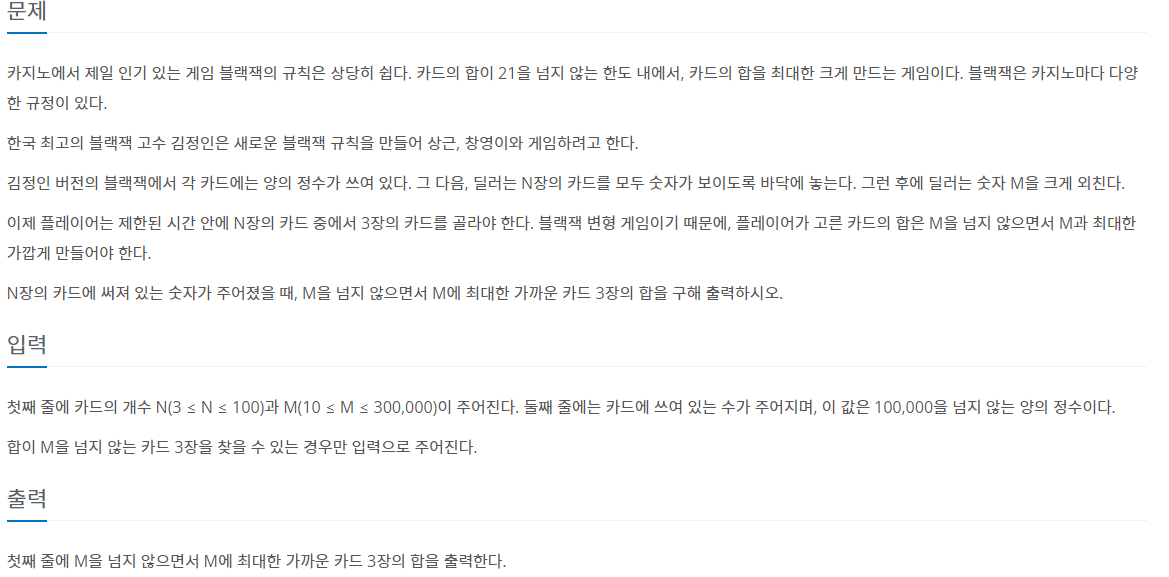 문제
카지노에서 제일 인기 있는 게임 블랙잭의 규칙은 상당히 쉽다. 카드의 합이 21을 넘지 않는 한도 내에서, 카드의 합을 최대한 크게 만드는 게임이다. 블랙잭은 카지노마다 다양
한 규정이 있다.
한국 최고의 블랙잭 고수 김정인은 새로운 블랙잭 규칙을 만들어 상근, 창영이와 게임하려고 한다.
김정인 버전의 블랙잭에서 각 카드에는 양의 정수가 쓰여 있다. 그 다음, 딜러는 N장의 카드를 모두 숫자가 보이도록 바닥에 놓는다. 그런 후에 딜러는 숫자 M을 크게 외친다.
이제 플레이어는 제한된 시간 안에 N장의 카드 중에서 3장의 카드를 골라야 한다. 블랙잭 변형 게임이기 때문에, 플레이어가 고른 카드의 합은 M을 넘지 않으면서 M과 최대한
가깝게 만들어야 한다.
N장의 카드에 써져 있는 숫자가 주어졌을 때, M을 넘지 않으면서 M에 최대한 가까운 카드 3장의 합을 구해 출력하시오.
입력
첫째 줄에 카드의 개수 N(3 ≤ N ≤ 100)과 M(10 ≤ M ≤ 300,000)이 주어진다. 둘째 줄에는 카드에 쓰여 있는 수가 주어지며, 이 값은 100,000을 넘지 않는 양의 정수이다.
합이 M을 넘지 않는 카드 3장을 찾을 수 있는 경우만 입력으로 주어진다.
출력
첫째 줄에 M을 넘지 않으면서 M에 최대한 가까운 카드 3장의 합을 출력한다.